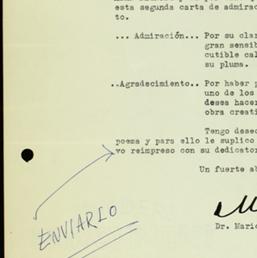 esta segunda carta de admirac
to.
... Admiración... Por su clar
gran sensib
cutible cal
su pluma.
..Agradecimiento.. Por haber p
uno de los
desea hacer
obra creati
Tengo desec
poema y para ello le suplico
vo reimpreso con su dedicator
Un fuerte ab
ENVIARLO
Dr. Mario